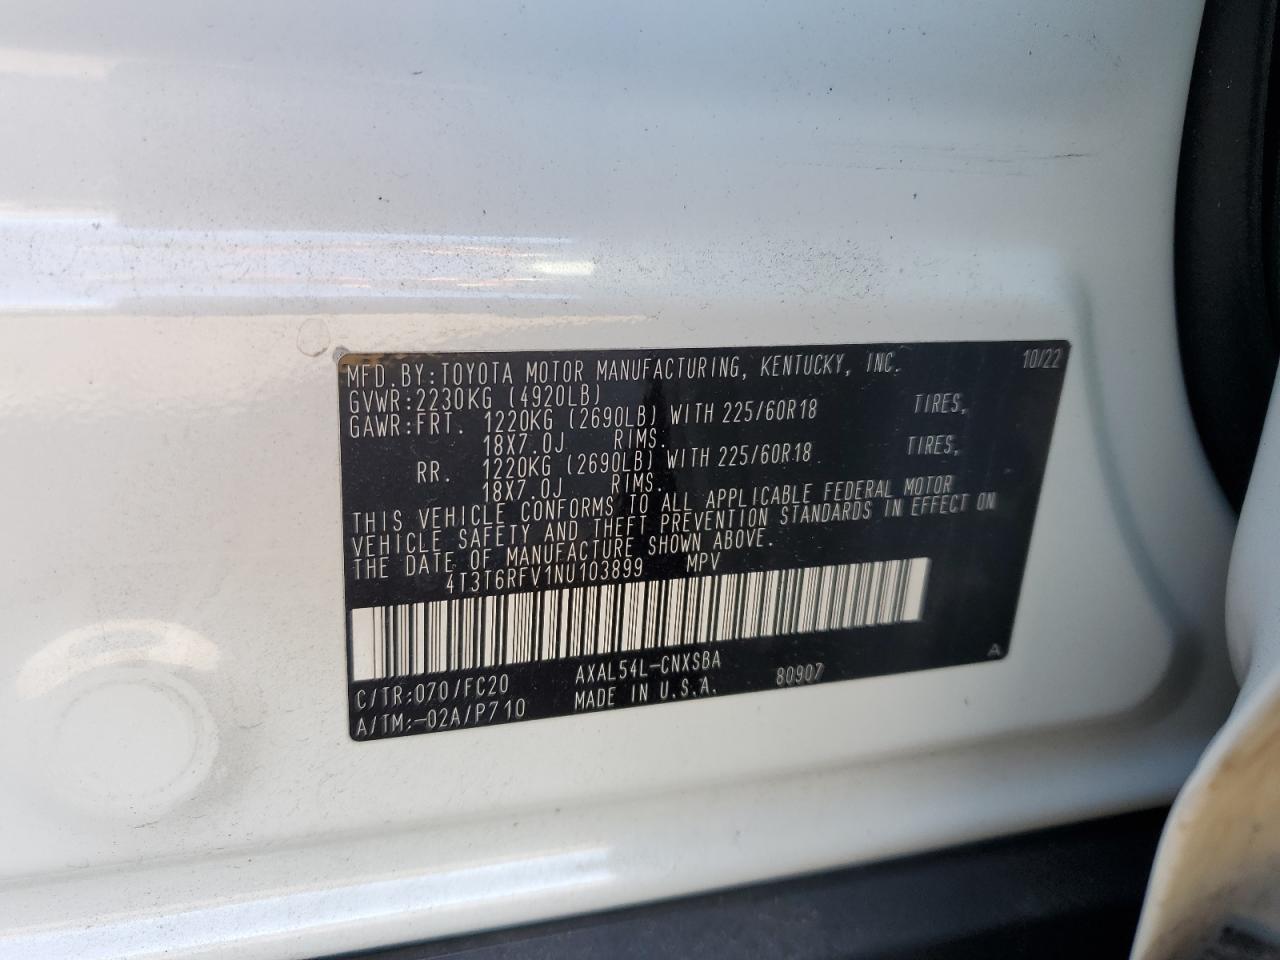 MFD.BY:TOYOTA MOTOR MANUFACTURING, KENTUCKY, INC. 10/22
GVWR:2230KG (4920LB)
GAWR:FRT. 1220KG (2690LB) WITH 225/60R18 TIRES,
18X7.0J RIMS.
RR. 1220KG (2690LB) WITH 225/60R18 TIRES,
18X7.0J RIMS.
THIS VEHICLE CONFORMS TO ALL APPLICABLE FEDERAL MOTOR
VEHICLE SAFETY AND THEFT PREVENTION STANDARDS IN EFFECT ON
THE DATE OF MANUFACTURE SHOWN ABOVE.
4T3T6RFV1NU103899 MPV
C/TR:070/FC20 AXAL54L-CNXSBA A
A/TM:-02A/P710 MADE IN U.S.A. 80907